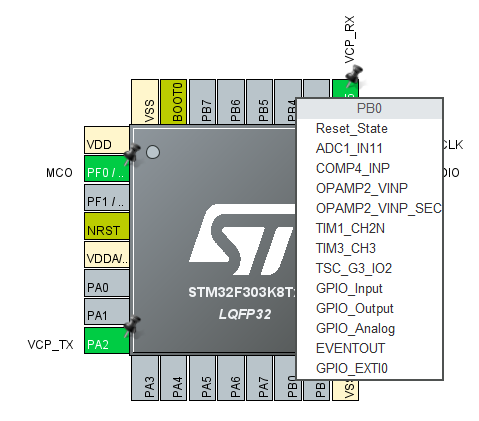 VCP_RX
VSS
BOOT0
PB7
PB6
PB5
PB4
PB0
Reset_State
ADC1_IN11
COMP4_INP
OPAMP2_VINP
OPAMP2_VINP_SEC
TIM1_CH2N
TIM3_CH3
TSC_G3_IO2
GPIO_Input
GPIO_Output
GPIO_Analog
EVENTOUT
GPIO_EXTI0
CLK
DIO
VDD
MCO
PF0 / ..
PF1 / ..
NRST
VDDA/..
PA0
PA1
VCP_TX
PA2
STM32F303K8T
LQFP32
PA3
PA4
PA5
PA6
PA7
PB0
PB
VSS